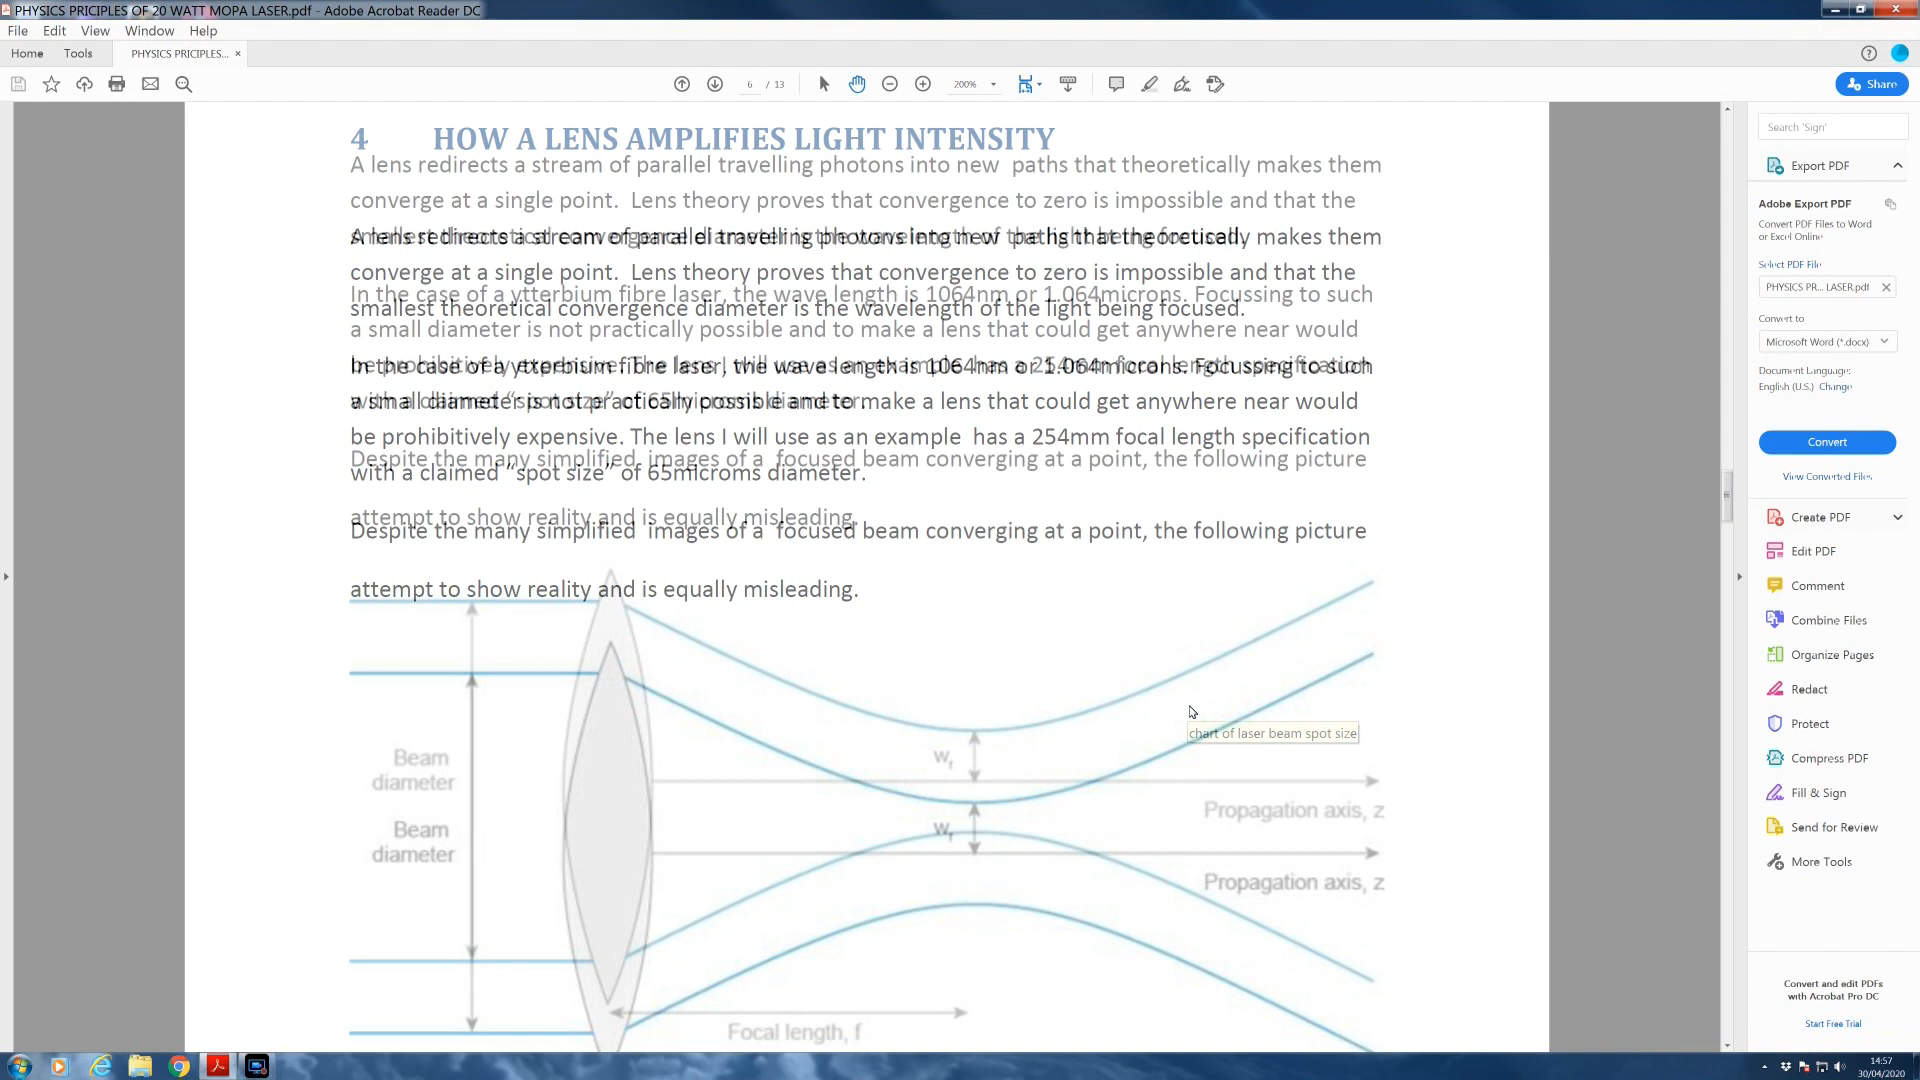 PHYSICS PRICIPLES OF 20 WATT MOPA LASER.pdf - Adobe Acrobat Reader DC
File Edit View Window Help
Home Tools PHYSICS PRICIPLES... ×
6 / 13 200% Share
4 HOW A LENS AMPLIFIES LIGHT INTENSITY
A lens redirects a stream of parallel travelling photons into new paths that theoretically makes them
converge at a single point. Lens theory proves that convergence to zero is impossible and that the
A lens redirects a stream of parallel travelling photons into new paths that theoretically makes them
converge at a single point. Lens theory proves that convergence to zero is impossible and that the
In the case of a ytterbium fibre laser, the wave length is 1064nm or 1.064microns. Focussing to such
smallest theoretical convergence diameter is the wavelength of the light being focused.
a small diameter is not practically possible and to make a lens that could get anywhere near would
In the case of a ytterbium fibre laser, the wave length is 1064nm or 1.064microns. Focussing to such
a small diameter is not practically possible and to make a lens that could get anywhere near would
be prohibitively expensive. The lens I will use as an example has a 254mm focal length specification
Despite the many simplified images of a focused beam converging at a point, the following picture
with a claimed “spot size” of 65microms diameter.
attempt to show reality and is equally misleading.
Despite the many simplified images of a focused beam converging at a point, the following picture
attempt to show reality and is equally misleading.
chart of laser beam spot size
Beam
diameter
Wf
Propagation axis, z
Beam
diameter
Wf
Propagation axis, z
Focal length, f
Search 'Sign'
Export PDF
Adobe Export PDF
Convert PDF Files to Word
or Excel Online
Select PDF File
PHYSICS PR... LASER.pdf
Convert to
Microsoft Word (*.docx)
Document Language:
English (U.S.) Change
Convert
View Converted Files
Create PDF
Edit PDF
Comment
Combine Files
Organize Pages
Redact
Protect
Compress PDF
Fill & Sign
Send for Review
More Tools
Convert and edit PDFs
with Acrobat Pro DC
Start Free Trial
14:57
30/04/2020